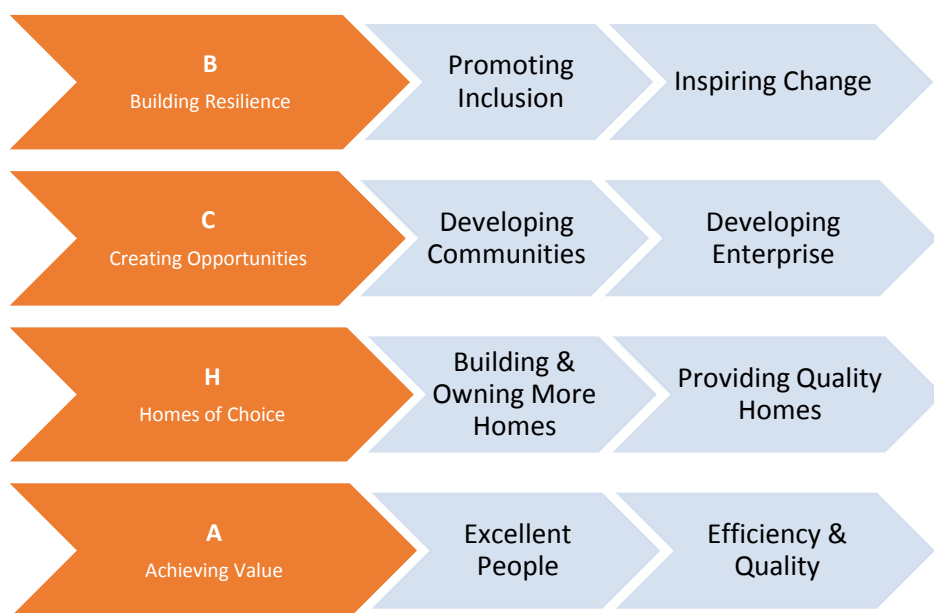 B
Building Resilience
Promoting
Inclusion
Inspiring Change
C
Creating Opportunities
Developing
Communities
Developing
Enterprise
H
Homes of Choice
Building &
Owning More
Homes
Providing Quality
Homes
A
Achieving Value
Excellent
People
Efficiency &
Quality